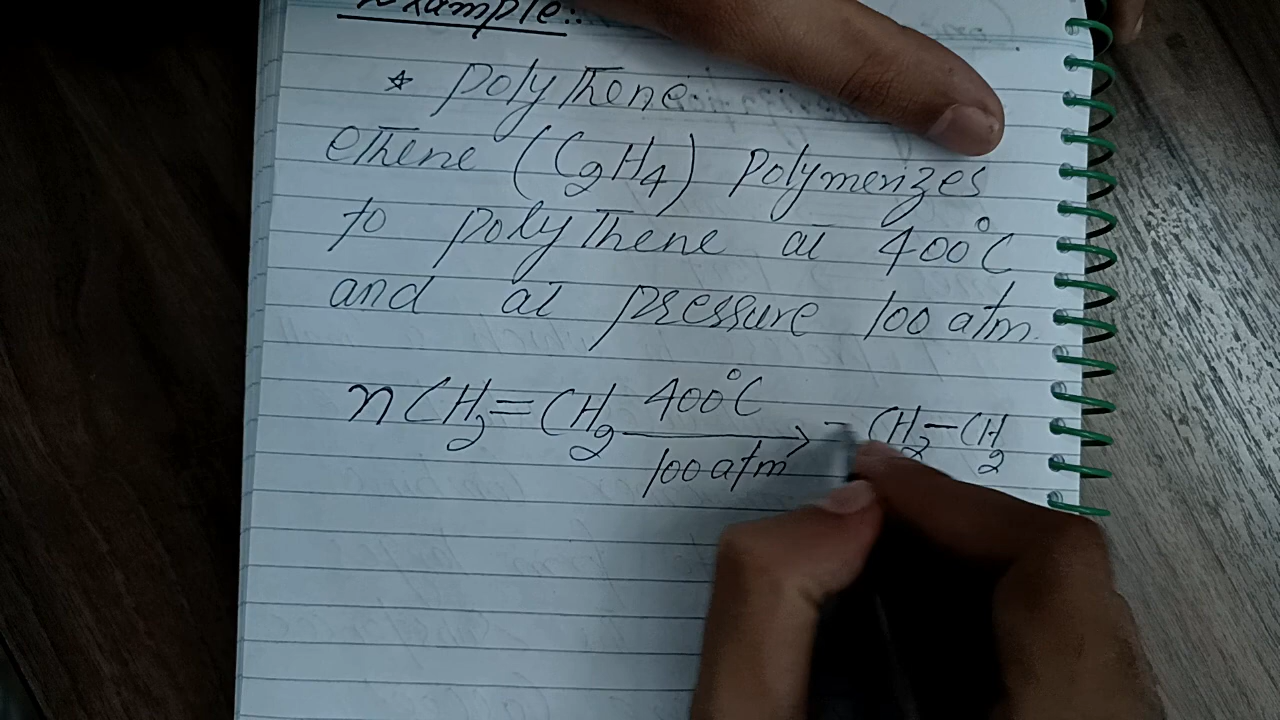 Example:
* polythene
ethene (C2H4) polymerizes
to polythene at 400°C
and at pressure 100 atm
nCH2=CH2 400°C → - CH2-CH2
100 atm